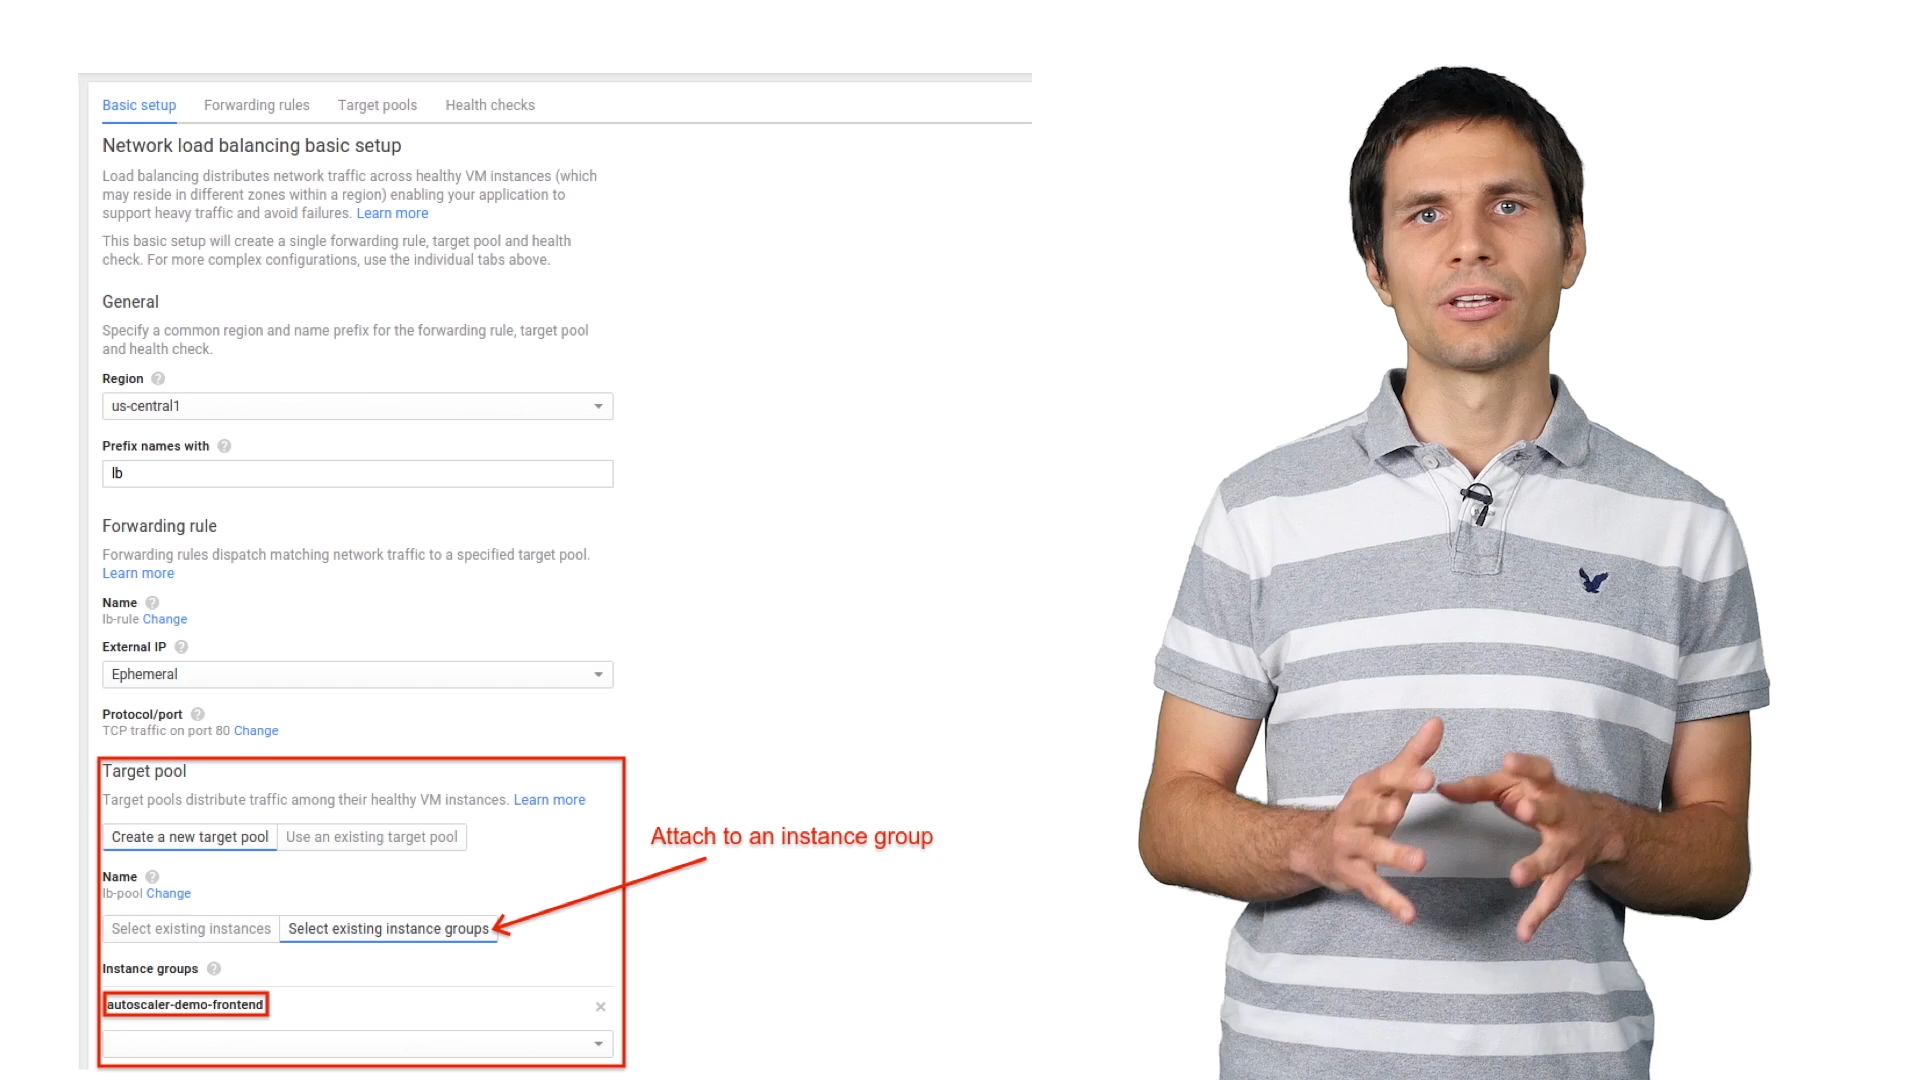 Basic setup Forwarding rules Target pools Health checks
Network load balancing basic setup
Load balancing distributes network traffic across healthy VM instances (which
may reside in different zones within a region) enabling your application to
support heavy traffic and avoid failures. Learn more
This basic setup will create a single forwarding rule, target pool and health
check. For more complex configurations, use the individual tabs above.
General
Specify a common region and name prefix for the forwarding rule, target pool
and health check.
Region ?
us-central1
Prefix names with ?
lb
Forwarding rule
Forwarding rules dispatch matching network traffic to a specified target pool.
Learn more
Name ?
lb-rule Change
External IP ?
Ephemeral
Protocol/port ?
TCP traffic on port 80 Change
Target pool
Target pools distribute traffic among their healthy VM instances. Learn more
Create a new target pool Use an existing target pool
Attach to an instance group
Name ?
lb-pool Change
Select existing instances Select existing instance groups
Instance groups ?
autoscaler-demo-frontend